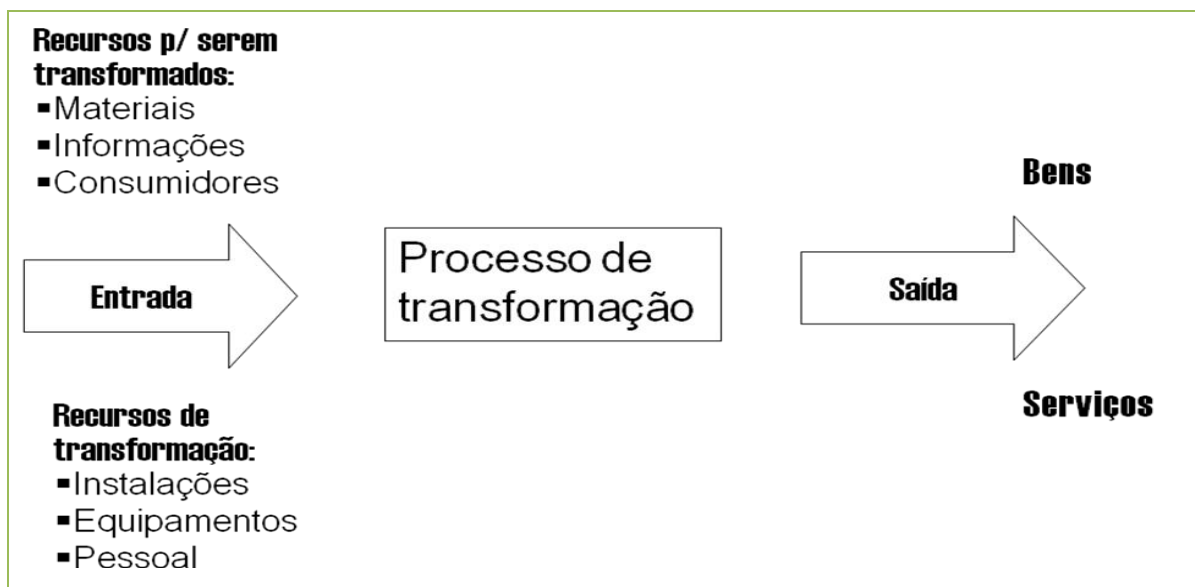 Recursos p/ serem
transformados:
▪Materiais
▪Informações
▪Consumidores
Entrada
Recursos de
transformação:
▪Instalações
▪Equipamentos
▪Pessoal
Processo de
transformação
Bens
Saída
Serviços